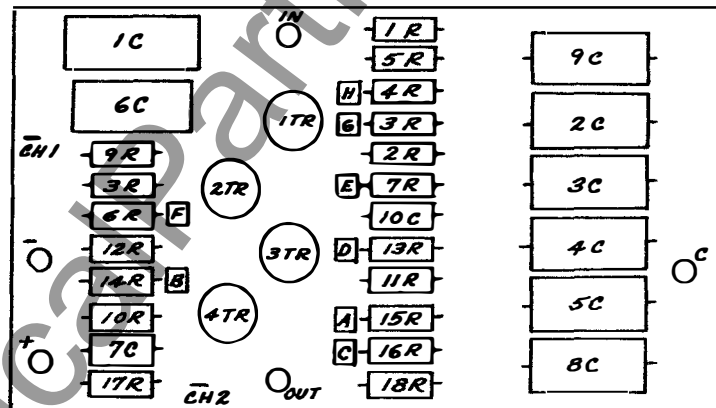 IN
1C
1R
5R
9C
6C
H 4R
1TR
G 3R
2C
CH1
9R
2R
3R
2TR
E 7R
3C
6R F
10C
-
12R
3TR
D 13R
4C
C
14R B
11R
10R
4TR
A 15R
5C
+
7C
C 16R
8C
17R
CH2
OUT
18R